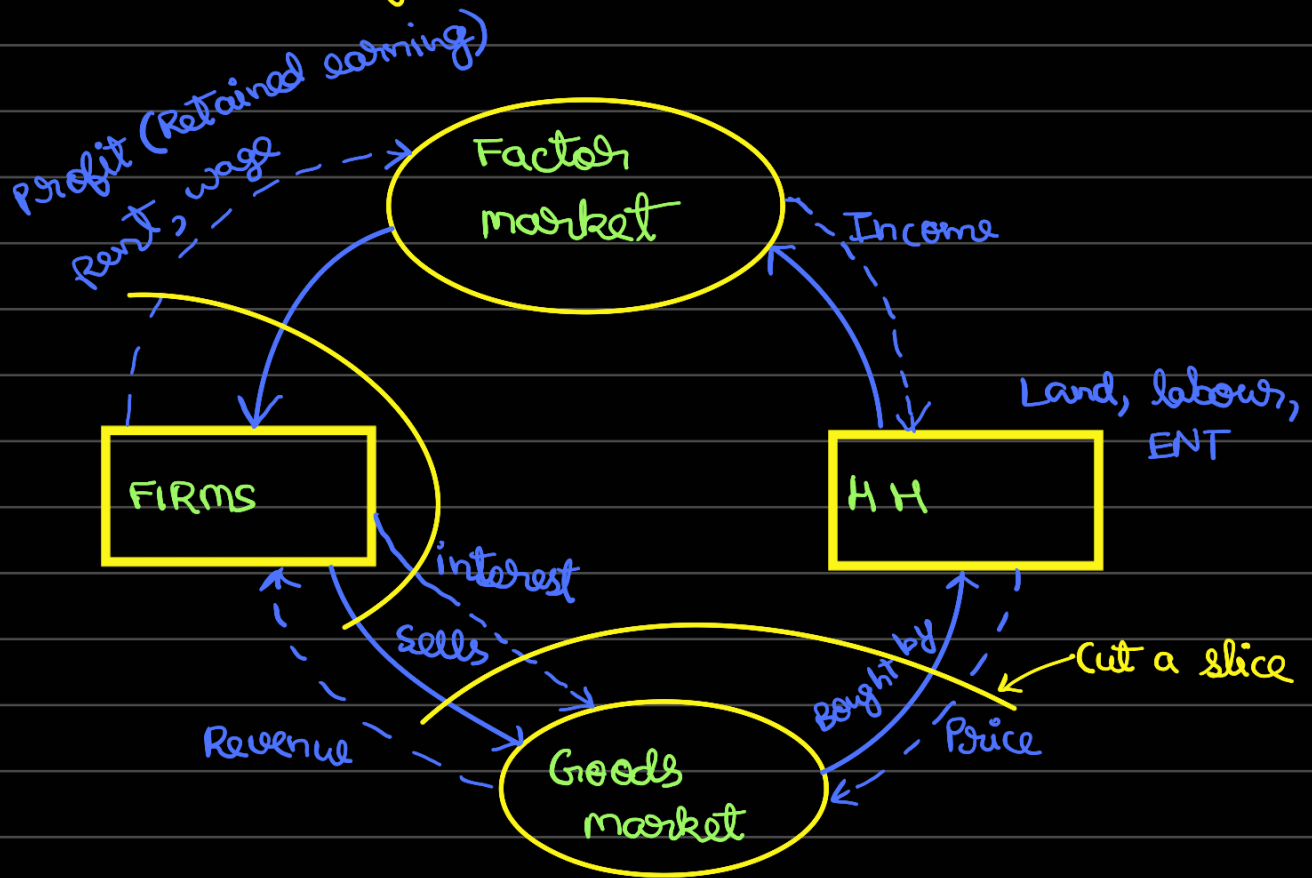 Profit (Retained earning)
Rent, wage
Factor
market
Income
Land, labour,
ENT
FIRMS
HH
interest
Sells
Bought by
Cut a slice
Revenue
Price
Goods
market